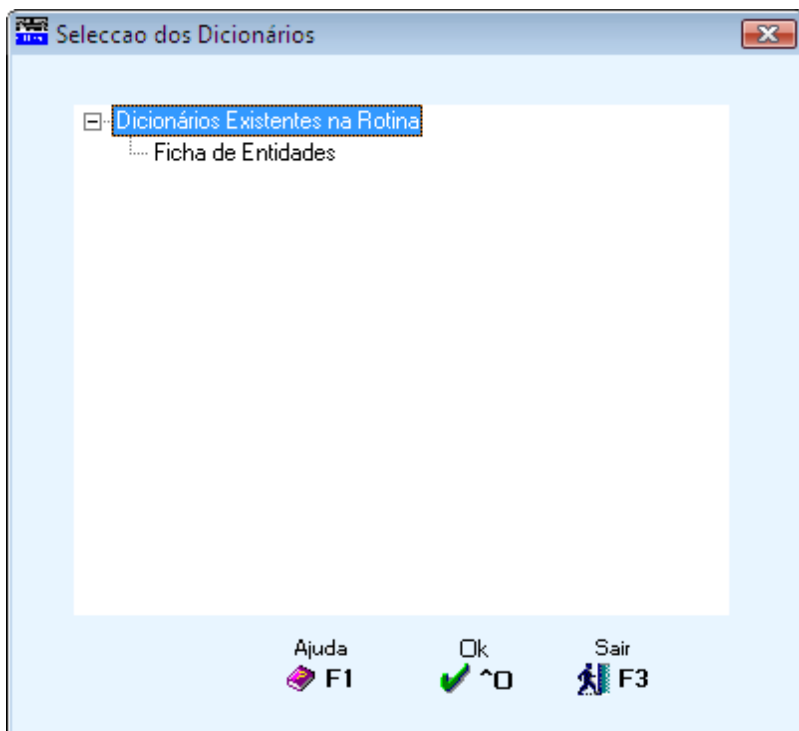 Seleccao dos Dicionários
Dicionários Existentes na Rotina
Ficha de Entidades
Ajuda Ok Sair
F1 ^O F3